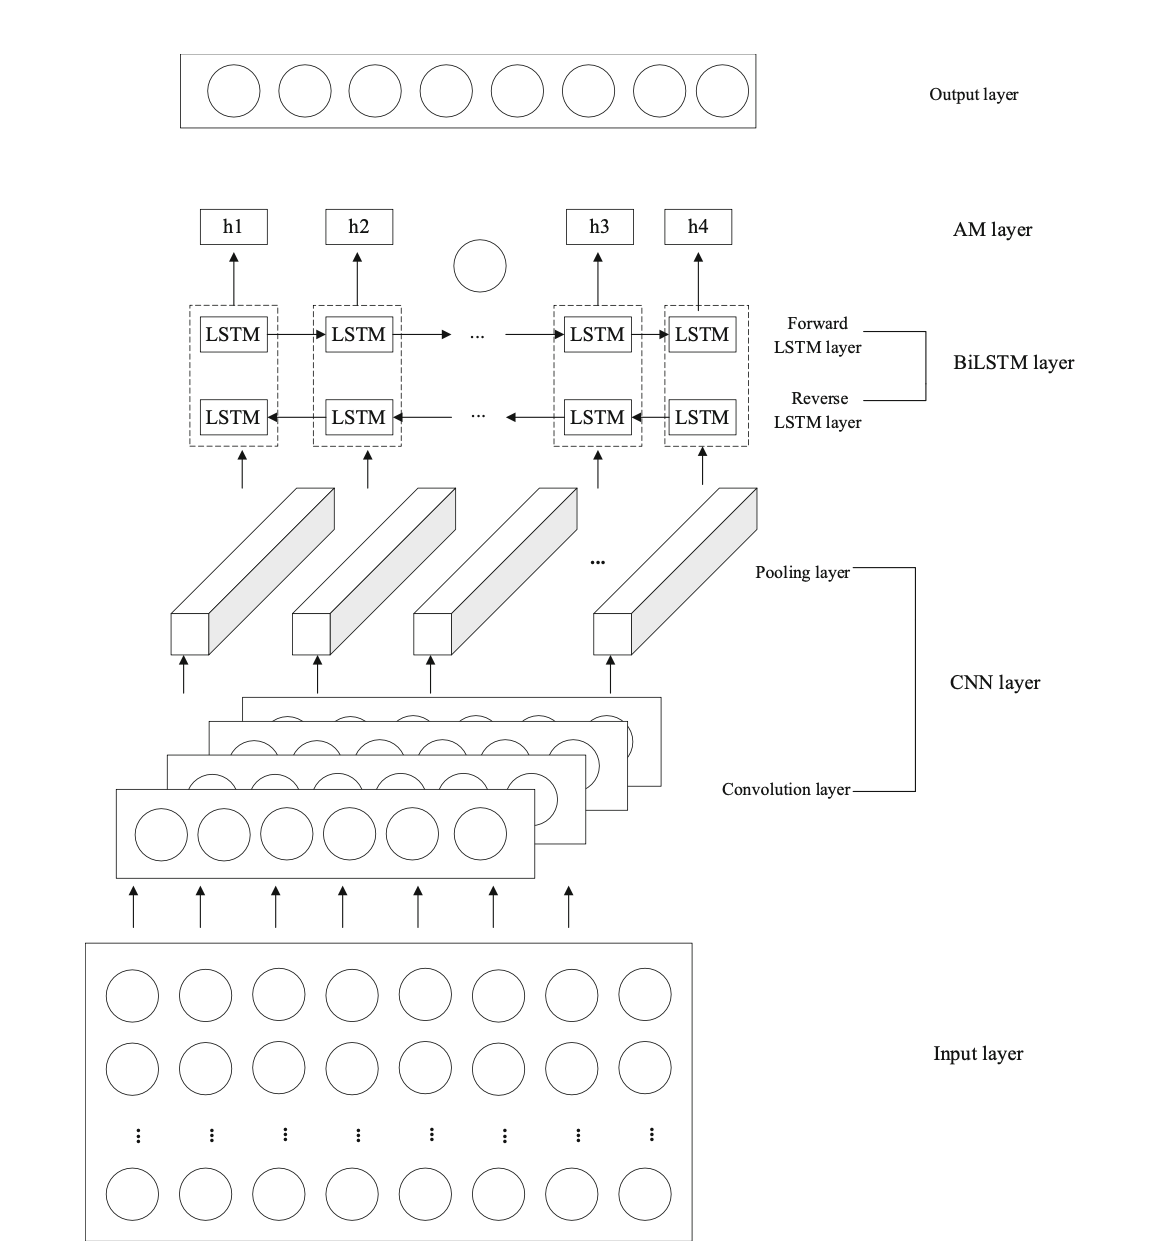 Output layer
h1 h2 h3 h4 AM layer
LSTM LSTM ... LSTM LSTM
Forward
LSTM layer
BiLSTM layer
LSTM LSTM ... LSTM LSTM
Reverse
LSTM layer
...
Pooling layer
CNN layer
Convolution layer
Input layer